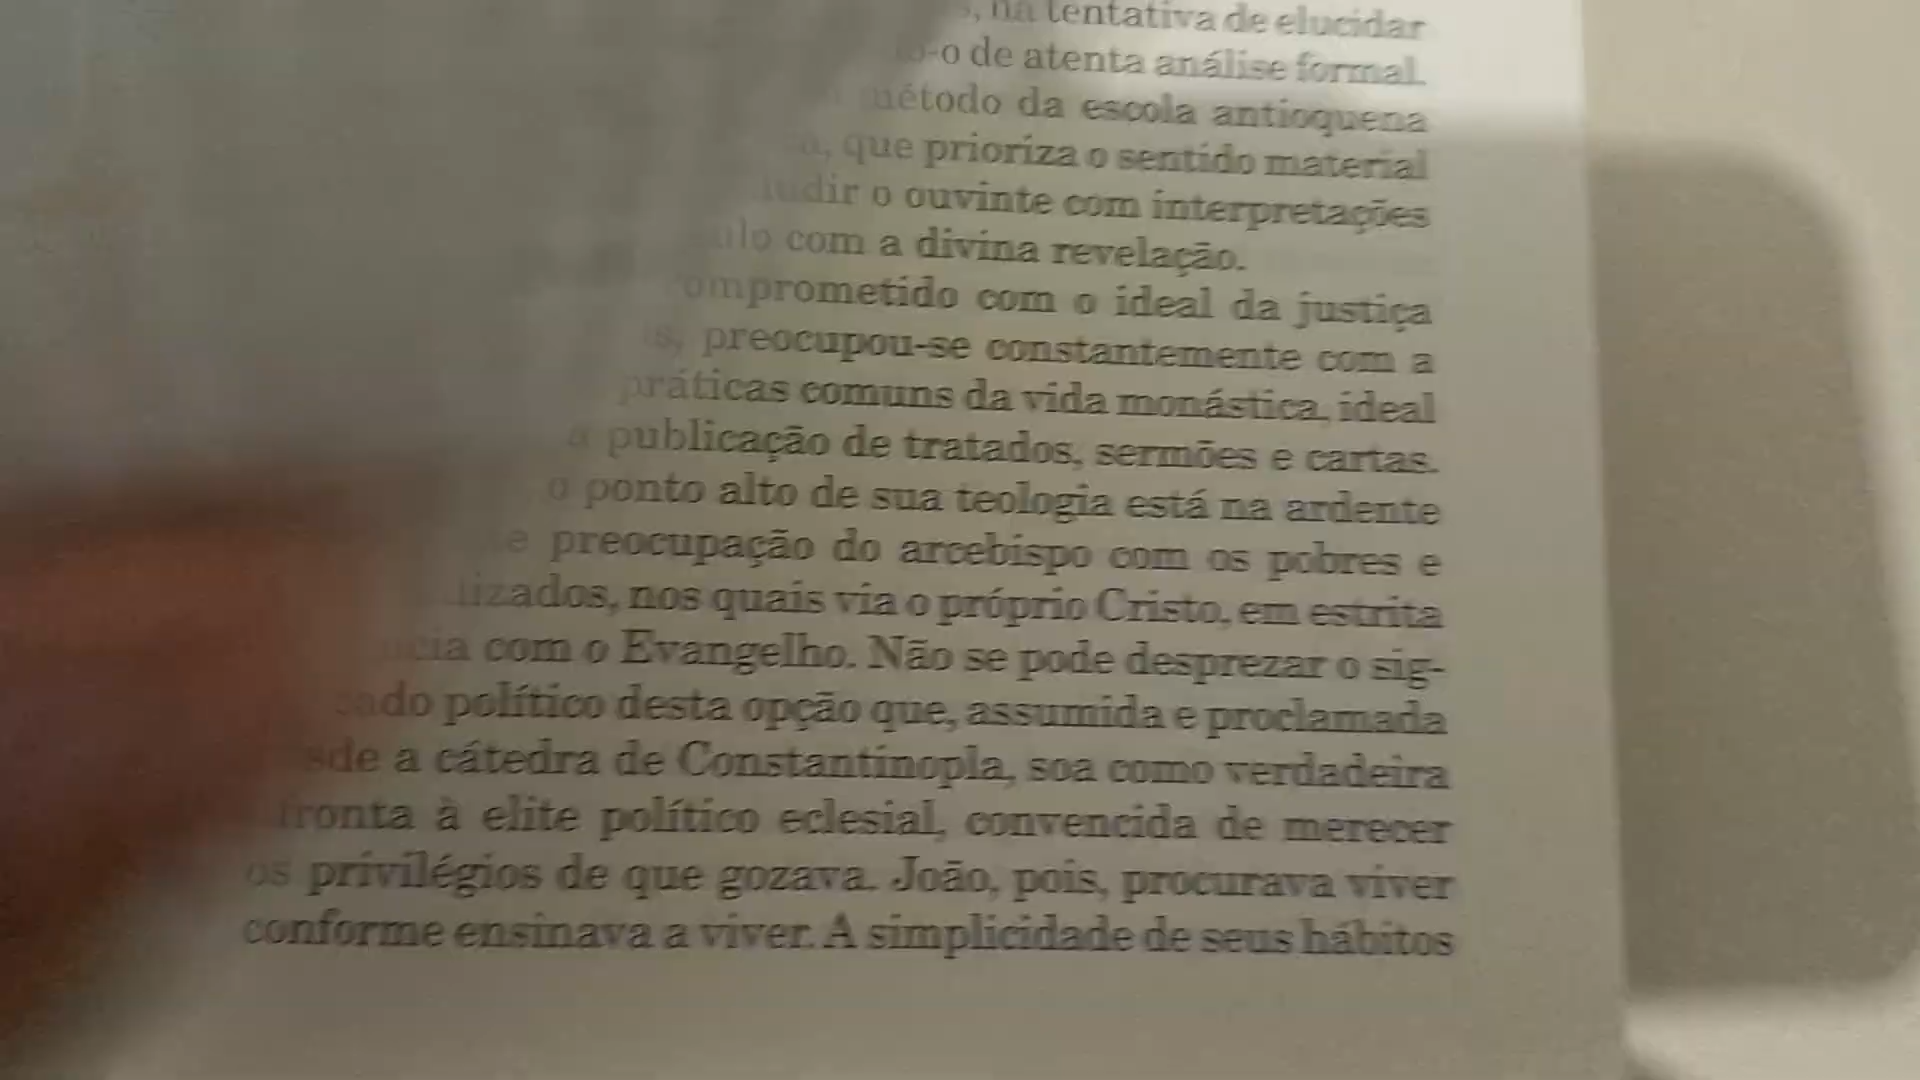 na tentativa de elucidar
-o de atenta análise formal.
método da escola antioquena
que prioriza o sentido material
o ouvinte com interpretações
com a divina revelação.
comprometido com o ideal da justiça
preocupou-se constantemente com a
práticas comuns da vida monástica, ideal
a publicação de tratados, sermões e cartas.
o ponto alto de sua teologia está na ardente
e preocupação do arcebispo com os pobres e
lizados, nos quais via o próprio Cristo, em estrita
ncia com o Evangelho. Não se pode desprezar o sig-
cado político desta opção que, assumida e proclamada
sde a cátedra de Constantinopla, soa como verdadeira
fronta à elite político eclesial, convencida de merecer
os privilégios de que gozava. João, pois, procurava viver
conforme ensinava a viver. A simplicidade de seus hábitos